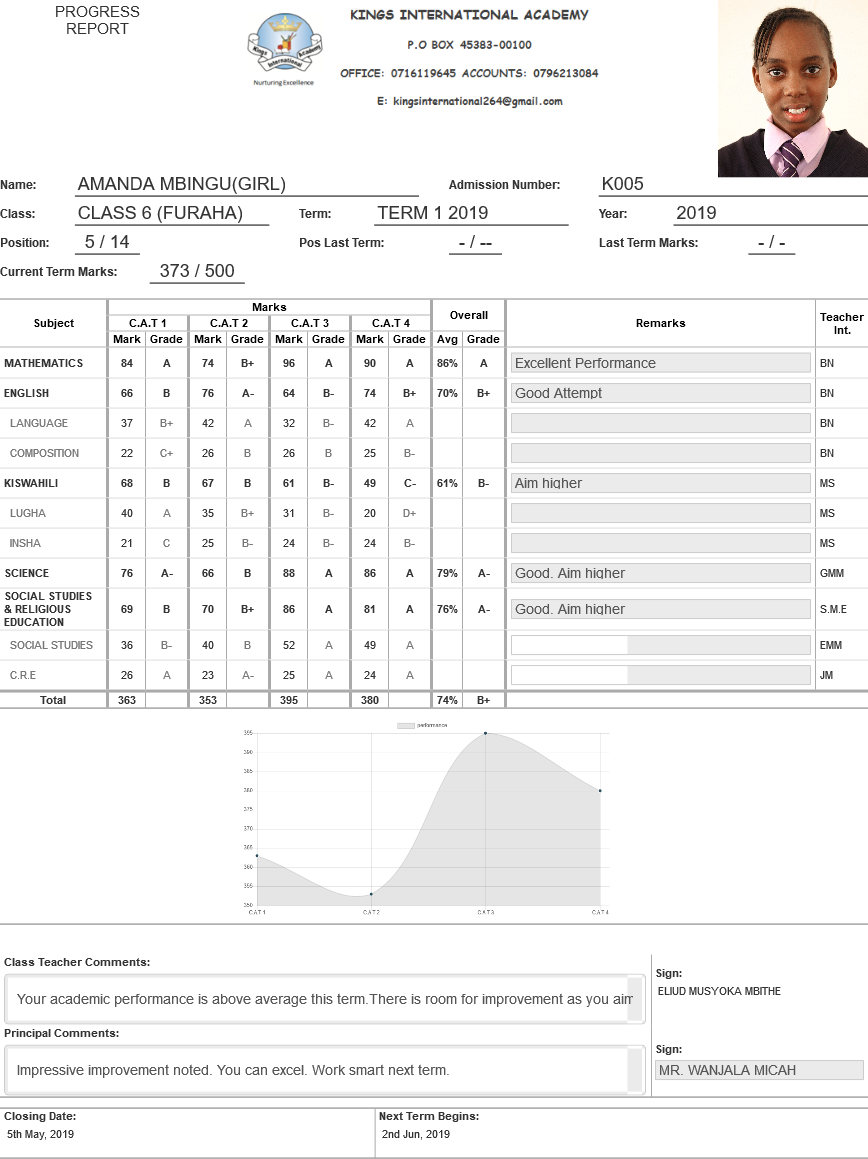 PROGRESS
REPORT
Kings International Academy
Nurturing Excellence
KINGS INTERNATIONAL ACADEMY
P.O BOX 45383-00100
OFFICE: 0716119645 ACCOUNTS: 0796213084
E: kingsinternational264@gmail.com
Name: AMANDA MBINGU(GIRL) Admission Number: K005
Class: CLASS 6 (FURAHA) Term: TERM 1 2019 Year: 2019
Position: 5 / 14 Pos Last Term: - / -- Last Term Marks: - / -
Current Term Marks: 373 / 500
Subject Marks Overall Remarks Teacher Int.
C.A.T 1 C.A.T 2 C.A.T 3 C.A.T 4
Mark Grade Mark Grade Mark Grade Mark Grade Avg Grade
MATHEMATICS 84 A 74 B+ 96 A 90 A 86% A Excellent Performance BN
ENGLISH 66 B 76 A- 64 B- 74 B+ 70% B+ Good Attempt BN
LANGUAGE 37 B+ 42 A 32 B- 42 A BN
COMPOSITION 22 C+ 26 B 26 B 25 B- BN
KISWAHILI 68 B 67 B 61 B- 49 C- 61% B- Aim higher MS
LUGHA 40 A 35 B+ 31 B- 20 D+ MS
INSHA 21 C 25 B- 24 B- 24 B- MS
SCIENCE 76 A- 66 B 88 A 86 A 79% A- Good. Aim higher GMM
SOCIAL STUDIES
& RELIGIOUS 69 B 70 B+ 86 A 81 A 76% A- Good. Aim higher S.M.E
EDUCATION
SOCIAL STUDIES 36 B- 40 B 52 A 49 A EMM
C.R.E 26 A 23 A- 25 A 24 A JM
Total 363 353 395 380 74% B+
performance
395
390
385
380
375
370
365
360
355
350
CAT1 CAT2 CAT3 CAT4
Class Teacher Comments:
Sign:
Your academic performance is above average this term.There is room for improvement as you aim
ELIUD MUSYOKA MBITHE
Principal Comments:
Sign:
Impressive improvement noted. You can excel. Work smart next term.
MR. WANJALA MICAH
Closing Date: Next Term Begins:
5th May, 2019 2nd Jun, 2019